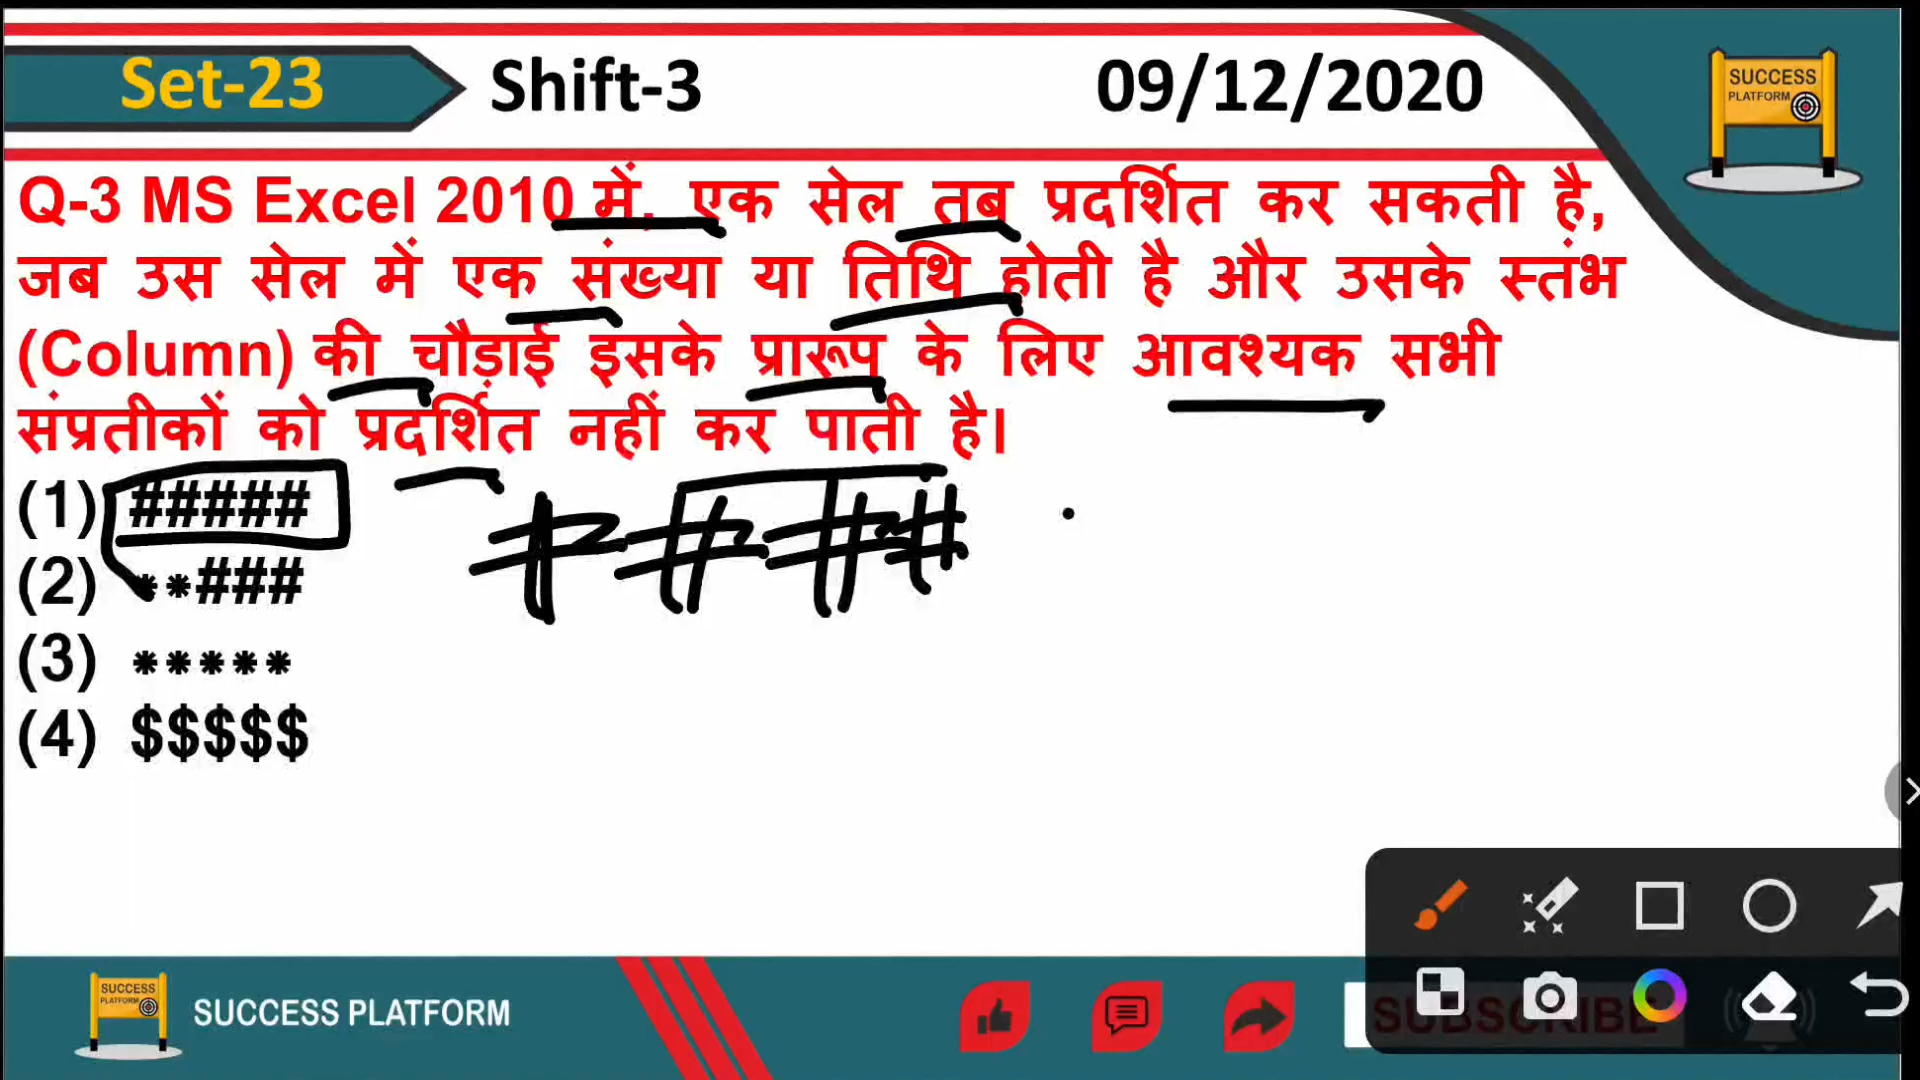 Set-23 Shift-3 09/12/2020
SUCCESS
PLATFORM
Q-3 MS Excel 2010 में, एक सेल तब प्रदर्शित कर सकती है,
जब उस सेल में एक संख्या या तिथि होती है और उसके स्तंभ
(Column) की चौड़ाई इसके प्रारूप के लिए आवश्यक सभी
संप्रतीकों को प्रदर्शित नहीं कर पाती है।
(1) #####
(2) **###
(3) *****
(4) $$$$$
####
SUCCESS
PLATFORM
SUCCESS PLATFORM
SUBSCRIBE